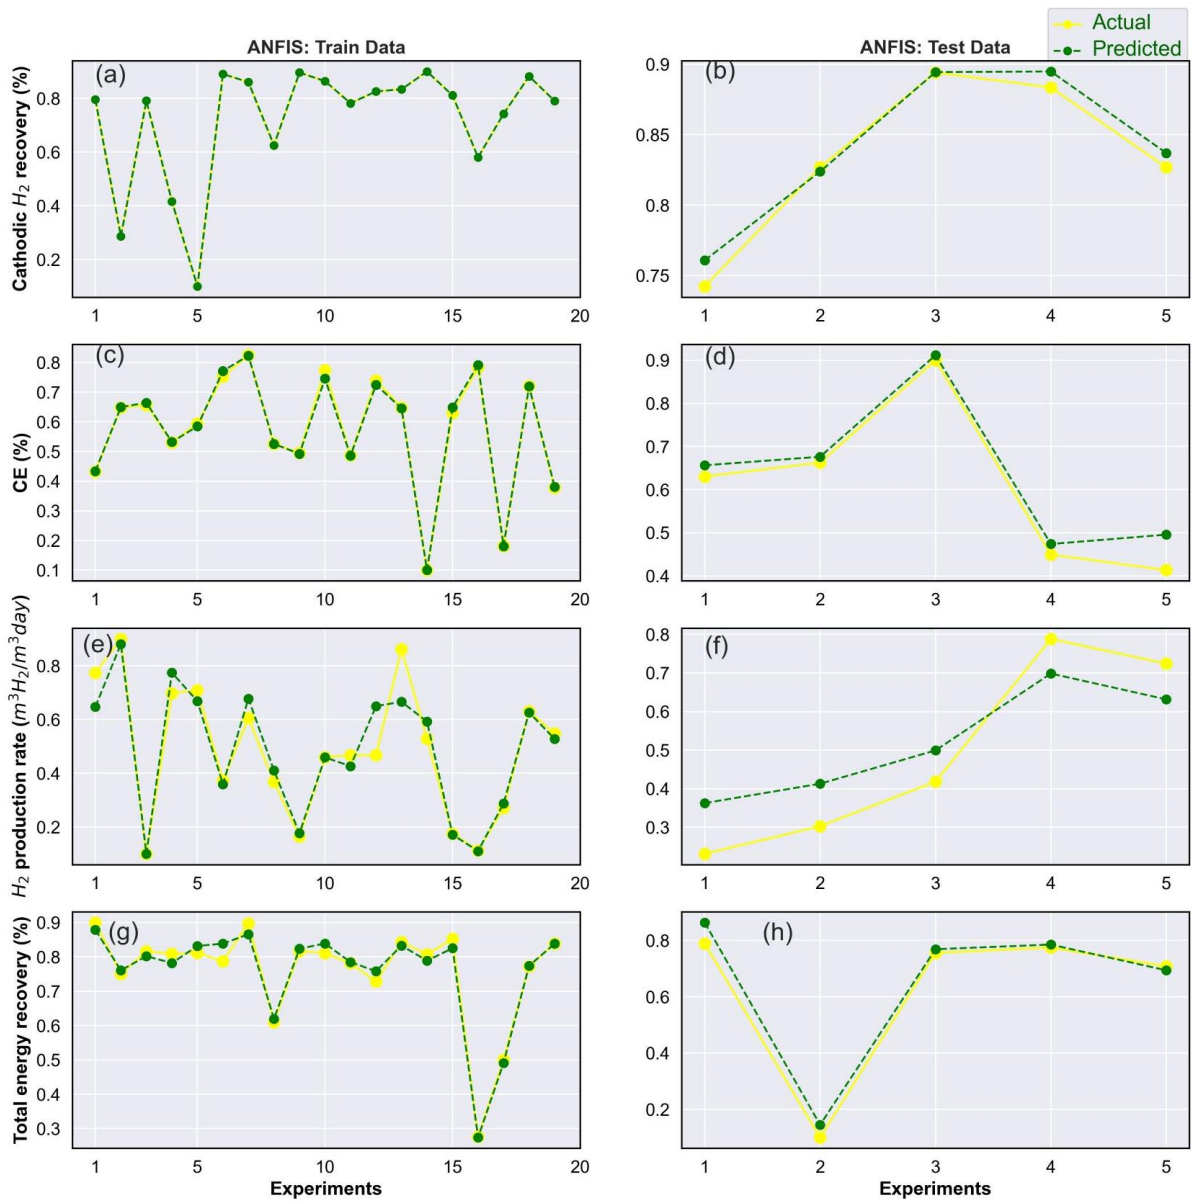 Actual
Predicted
ANFIS: Train Data
ANFIS: Test Data
Cathodic H₂ recovery (%)
(a)
0.8
0.6
0.4
0.2
1 5 10 15 20
(b)
0.9
0.85
0.8
0.75
1 2 3 4 5
CE (%)
(c)
0.8
0.7
0.6
0.5
0.4
0.3
0.2
0.1
1 5 10 15 20
(d)
0.9
0.8
0.7
0.6
0.5
0.4
1 2 3 4 5
H₂ production rate (m³H₂/m³day)
(e)
0.8
0.6
0.4
0.2
1 5 10 15 20
(f)
0.8
0.7
0.6
0.5
0.4
0.3
1 2 3 4 5
Total energy recovery (%)
(g)
0.9
0.8
0.7
0.6
0.5
0.4
0.3
1 5 10 15 20
Experiments
(h)
0.8
0.6
0.4
0.2
1 2 3 4 5
Experiments